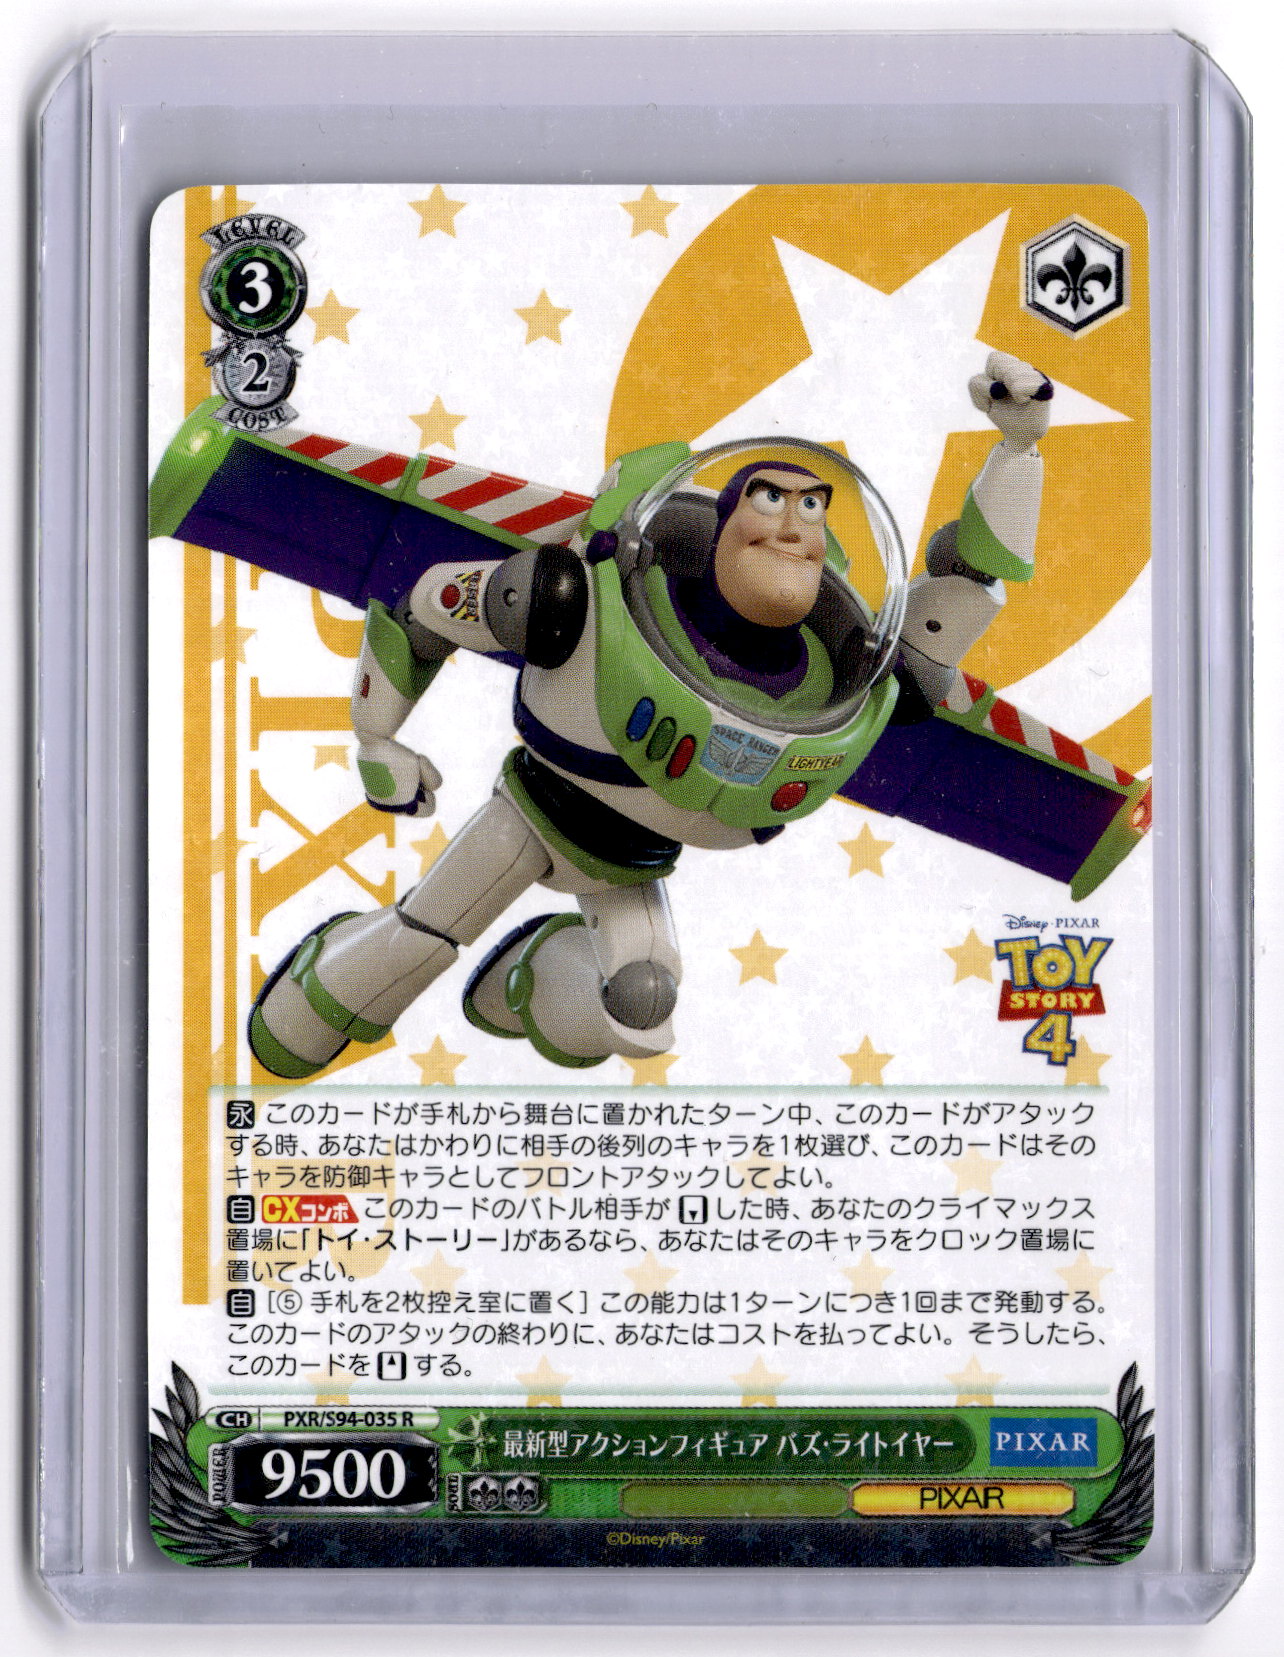 LEVEL
3
2
COST
PIXAR
SPACE RANGER
LIGHTYEAR
Disney·PIXAR
TOY
STORY
4
永 このカードが手札から舞台に置かれたターン中、このカードがアタック
する時、あなたはかわりに相手の後列のキャラを1枚選び、このカードはその
キャラを防御キャラとしてフロントアタックしてよい。
自 CXコンボ このカードのバトル相手が した時、あなたのクライマックス
置場に「トイ・ストーリー」があるなら、あなたはそのキャラをクロック置場に
置いてよい。
自 [⑤ 手札を2枚控え室に置く] この能力は1ターンにつき1回まで発動する。
このカードのアタックの終わりに、あなたはコストを払ってよい。そうしたら、
このカードを する。
CH PXR/S94-035 R
最新型アクションフィギュア バズ・ライトイヤー
PIXAR
POWER 9500
SOUL
PIXAR
©Disney/Pixar